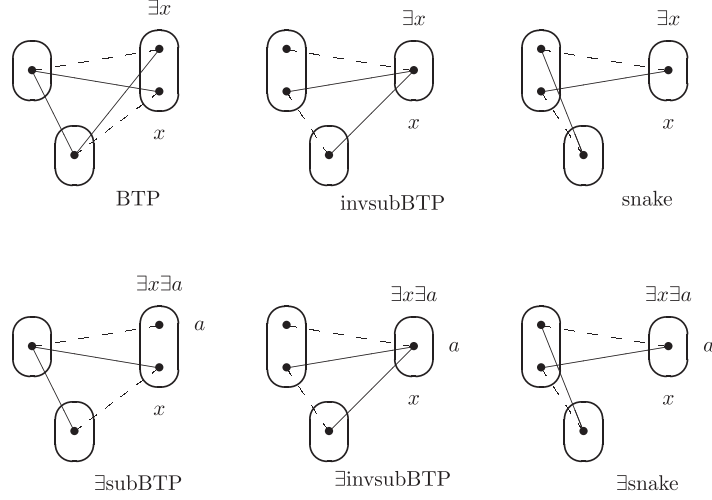 ∃x ∃x ∃x
x x x
BTP invsubBTP snake
∃x∃a ∃x∃a ∃x∃a
a a a
x x x
∃subBTP ∃invsubBTP ∃snake